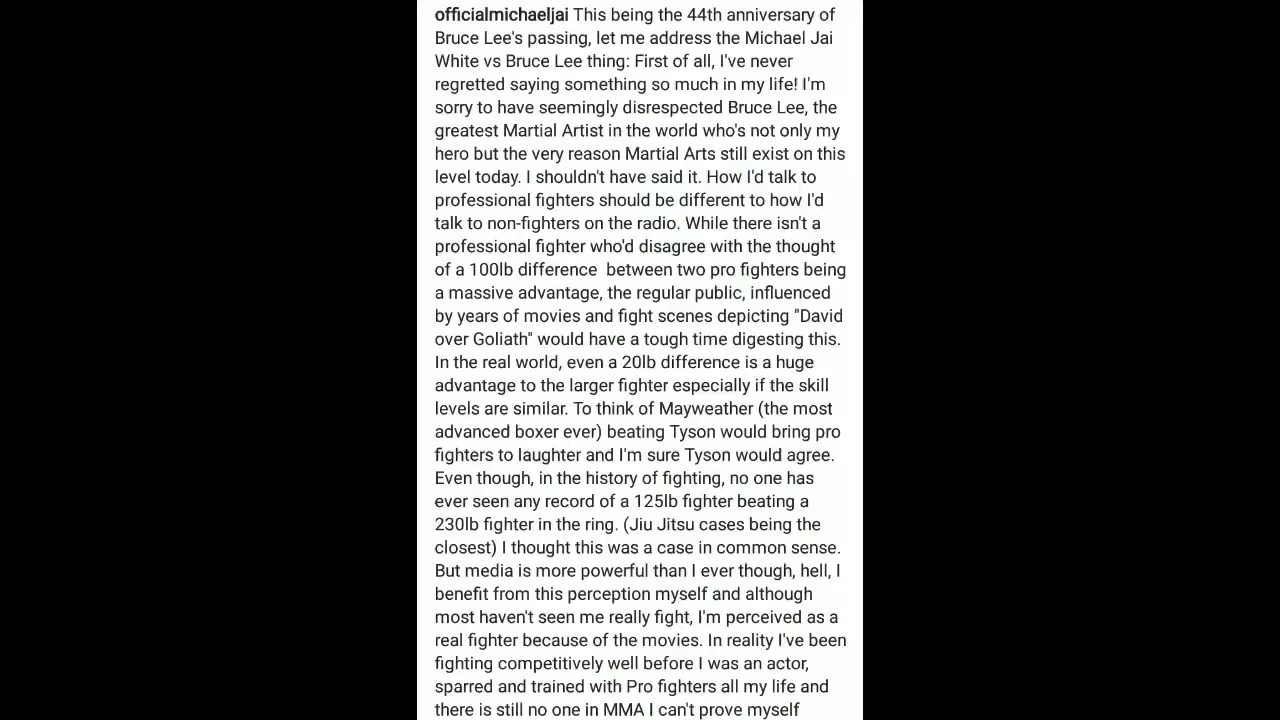 officialmichaeljai This being the 44th anniversary of
Bruce Lee's passing, let me address the Michael Jai
White vs Bruce Lee thing: First of all, I've never
regretted saying something so much in my life! I'm
sorry to have seemingly disrespected Bruce Lee, the
greatest Martial Artist in the world who's not only my
hero but the very reason Martial Arts still exist on this
level today. I shouldn't have said it. How I'd talk to
professional fighters should be different to how I'd
talk to non-fighters on the radio. While there isn't a
professional fighter who'd disagree with the thought
of a 100lb difference  between two pro fighters being
a massive advantage, the regular public, influenced
by years of movies and fight scenes depicting "David
over Goliath" would have a tough time digesting this.
In the real world, even a 20lb difference is a huge
advantage to the larger fighter especially if the skill
levels are similar. To think of Mayweather (the most
advanced boxer ever) beating Tyson would bring pro
fighters to laughter and I'm sure Tyson would agree.
Even though, in the history of fighting, no one has
ever seen any record of a 125lb fighter beating a
230lb fighter in the ring. (Jiu Jitsu cases being the
closest) I thought this was a case in common sense.
But media is more powerful than I ever though, hell, I
benefit from this perception myself and although
most haven't seen me really fight, I'm perceived as a
real fighter because of the movies. In reality I've been
fighting competitively well before I was an actor,
sparred and trained with Pro fighters all my life and
there is still no one in MMA I can't prove myself